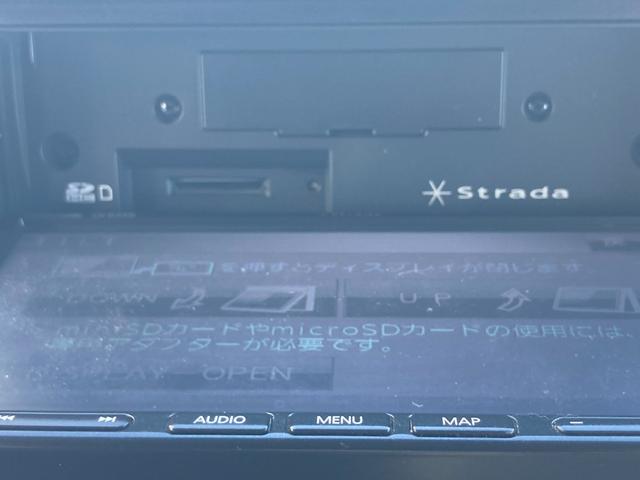 Strada
を押すとディスプレイが閉じます
DOWN
UP
miniSDカードやmicroSDカードの使用には、
専用アダプターが必要です。
OPEN
AUDIO
MENU
MAP